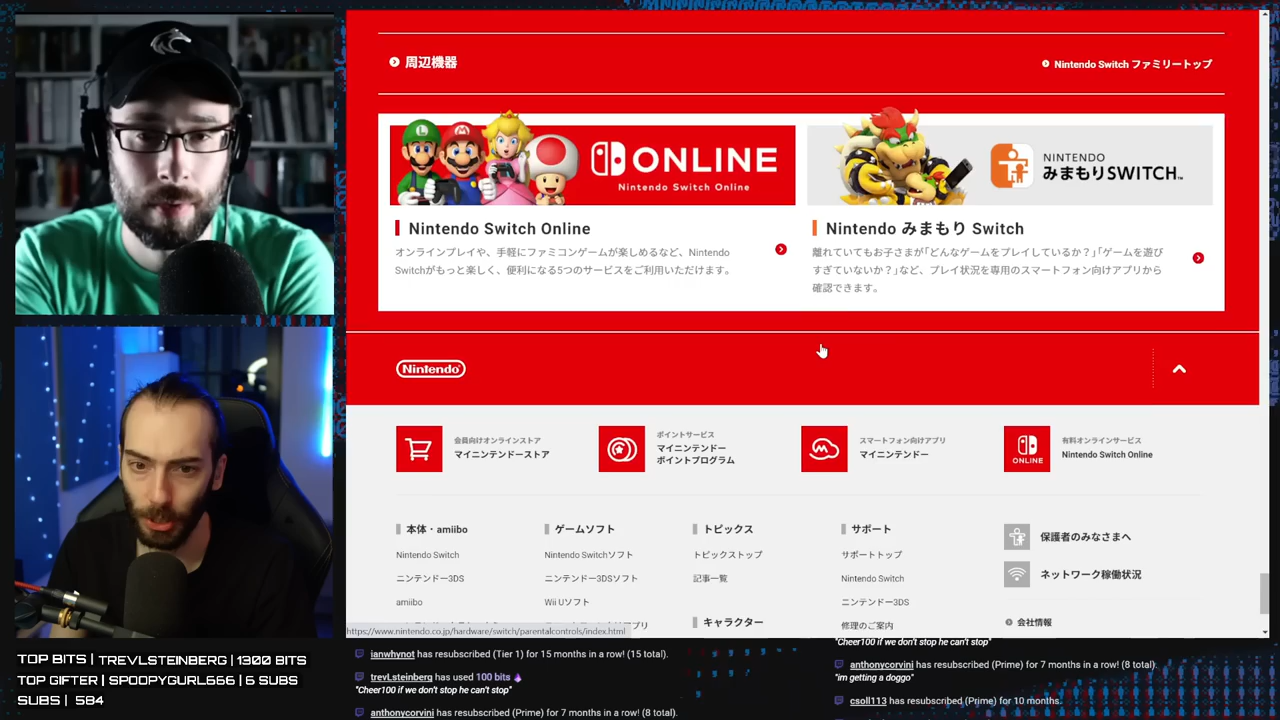 周辺機器
Nintendo Switch ファミリートップ
ONLINE
Nintendo Switch Online
NINTENDO
みまもりSWITCH™
Nintendo Switch Online
オンラインプレイや、手軽にファミコンゲームが楽しめるなど、Nintendo
Switchがもっと楽しく、便利になる5つのサービスをご利用いただけます。
Nintendo みまもり Switch
離れていてもお子さまが「どんなゲームをプレイしているか？」「ゲームを遊び
すぎていないか？」など、プレイ状況を専用のスマートフォン向けアプリから
確認できます。
Nintendo
会員向けオンラインストア
マイニンテンドーストア
ポイントサービス
マイニンテンドー
ポイントプログラム
スマートフォン向けアプリ
マイニンテンドー
ONLINE
有料オンラインサービス
Nintendo Switch Online
本体・amiibo
Nintendo Switch
ニンテンドー3DS
amiibo
ゲームソフト
Nintendo Switchソフト
ニンテンドー3DSソフト
Wii Uソフト
トピックス
トピックストップ
記事一覧
キャラクター
サポート
サポートトップ
Nintendo Switch
ニンテンドー3DS
修理のご案内
保護者のみなさまへ
ネットワーク稼働状況
会社情報
https://www.nintendo.co.jp/hardware/switch/parentalcontrols/index.html
TOP BITS | TREVLSTEINBERG | 1300 BITS
TOP GIFTER | SPOOPYGURL666 | 6 SUBS
SUBS | 584
ianwhynot has resubscribed (Tier 1) for 15 months in a row! (15 total).
trevLsteinberg has used 100 bits
"Cheer100 if we don't stop he can't stop"
anthonycorvini has resubscribed (Prime) for 7 months in a row! (8 total).
"Cheer100 if we don't stop he can't stop"
anthonycorvini has resubscribed (Prime) for 7 months in a row! (8 total).
"im getting a doggo"
csoll113 has resubscribed (Prime) for 10 months.